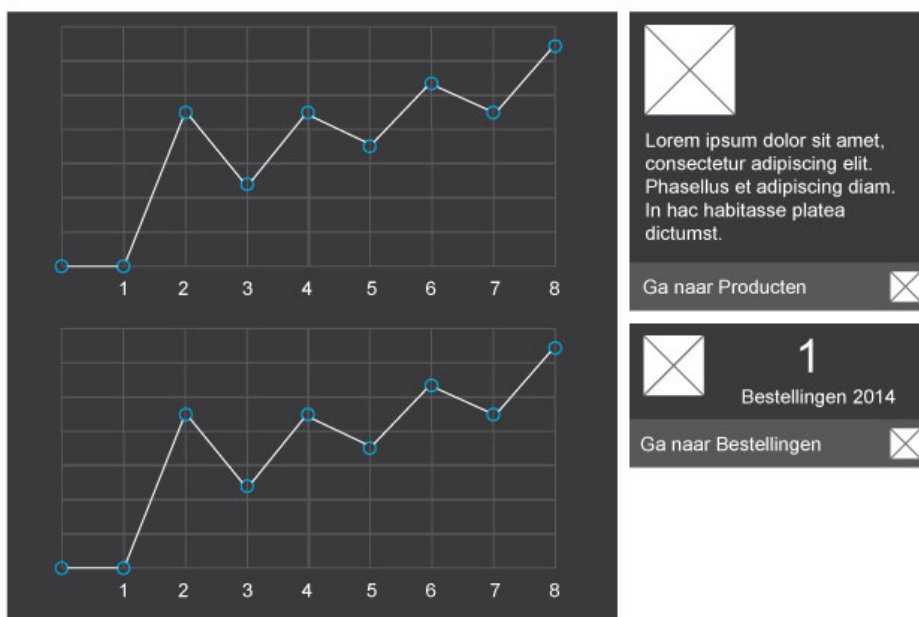 1 2 3 4 5 6 7 8
1 2 3 4 5 6 7 8
Lorem ipsum dolor sit amet,
consectetur adipiscing elit.
Phasellus et adipiscing diam.
In hac habitasse platea
dictumst.
Ga naar Producten
1
Bestellingen 2014
Ga naar Bestellingen